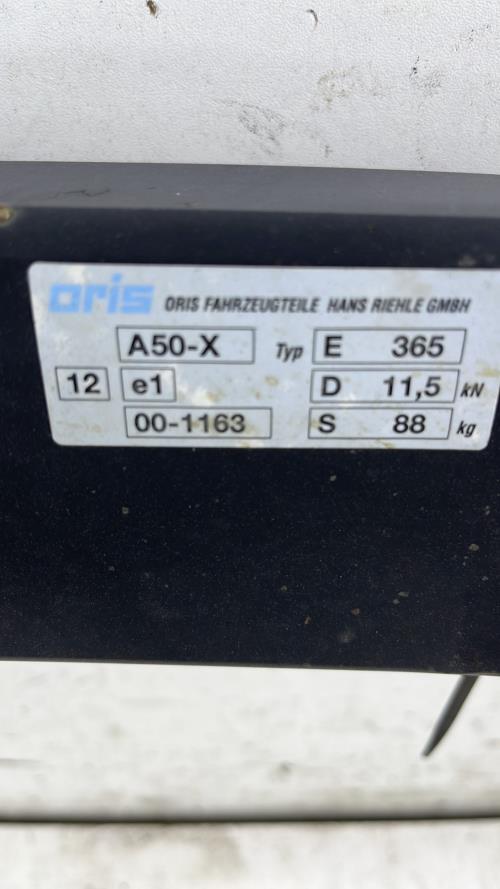 oris ORIS FAHRZEUGTEILE HANS RIEHLE GMBH
A50-X Typ E 365
12 e1 D 11,5 kN
00-1163 S 88 kg